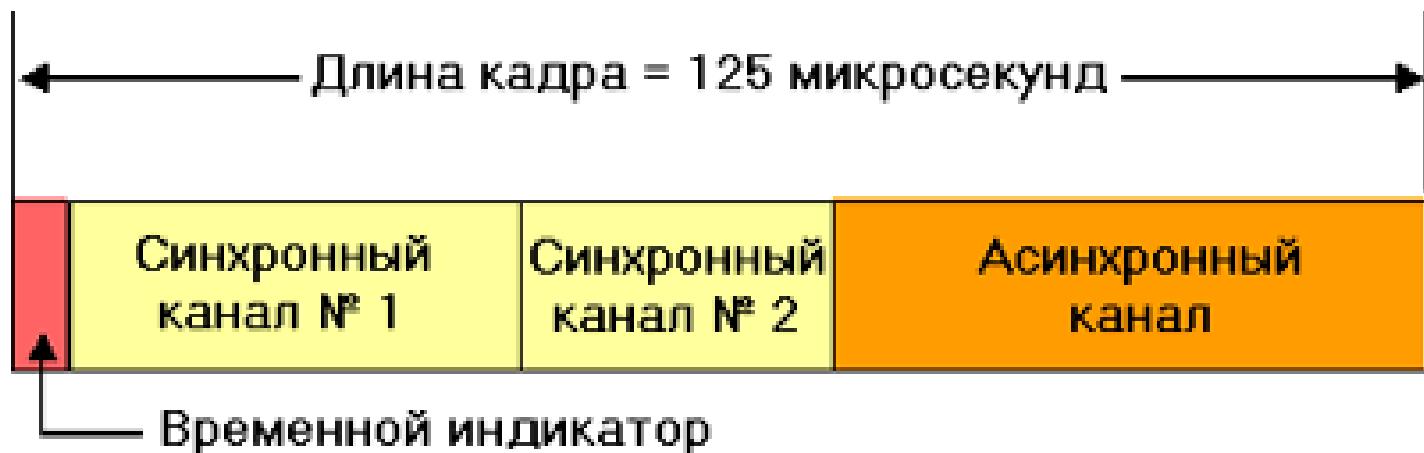 Длина кадра = 125 микросекунд
Синхронный
канал № 1
Синхронный
канал № 2
Асинхронный
канал
Временной индикатор